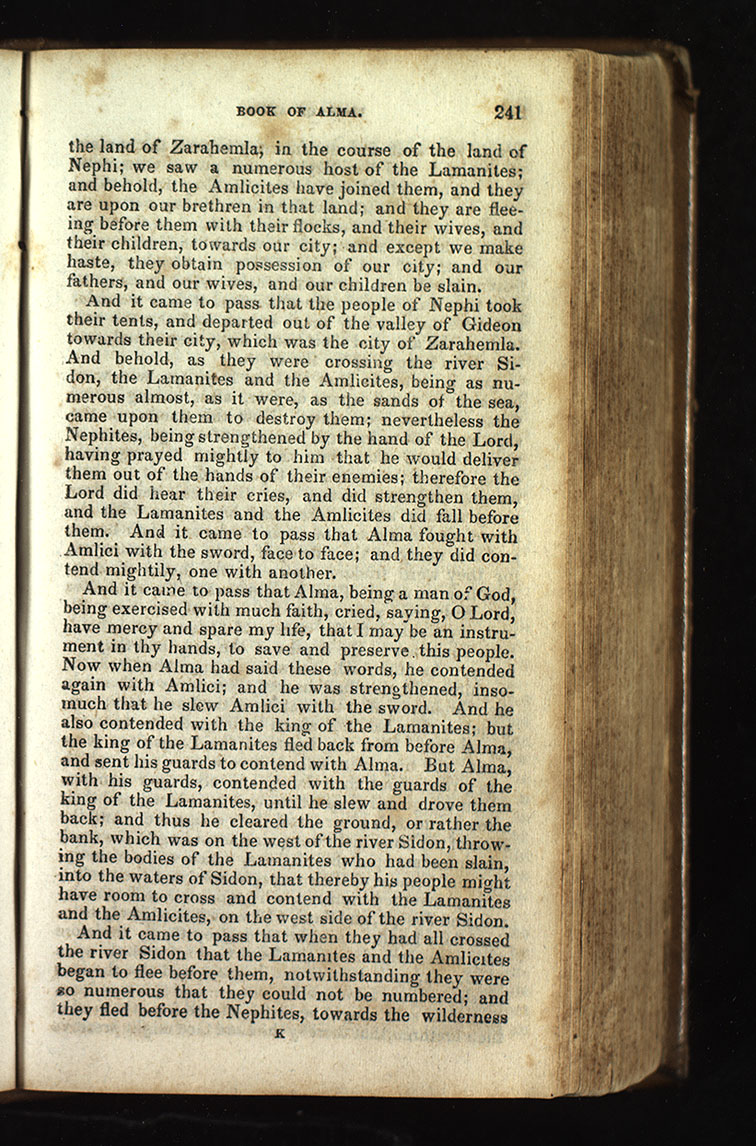 BOOK OF ALMA. 241
the land of Zarahemla, in the course of the land of
Nephi; we saw a numerous host of the Lamanites;
and behold, the Amlicites have joined them, and they
are upon our brethren in that land; and they are flee-
ing before them with their flocks, and their wives, and
their children, towards our city; and except we make
haste, they obtain possession of our city; and our
fathers, and our wives, and our children be slain.
And it came to pass that the people of Nephi took
their tents, and departed out of the valley of Gideon
towards their city, which was the city of Zarahemla.
And behold, as they were crossing the river Si-
don, the Lamanites and the Amlicites, being as nu-
merous almost, as it were, as the sands of the sea,
came upon them to destroy them; nevertheless the
Nephites, being strengthened by the hand of the Lord,
having prayed mightly to him that he would deliver
them out of the hands of their enemies; therefore the
Lord did hear their cries, and did strengthen them,
and the Lamanites and the Amlicites did fall before
them. And it came to pass that Alma fought with
Amlici with the sword, face to face; and they did con-
tend mightily, one with another.
And it came to pass that Alma, being a man of God,
being exercised with much faith, cried, saying, O Lord,
have mercy and spare my life, that I may be an instru-
ment in thy hands, to save and preserve this people.
Now when Alma had said these words, he contended
again with Amlici; and he was strengthened, inso-
much that he slew Amlici with the sword. And he
also contended with the king of the Lamanites; but
the king of the Lamanites fled back from before Alma,
and sent his guards to contend with Alma. But Alma,
with his guards, contended with the guards of the
king of the Lamanites, until he slew and drove them
back; and thus he cleared the ground, or rather the
bank, which was on the west of the river Sidon, throw-
ing the bodies of the Lamanites who had been slain,
into the waters of Sidon, that thereby his people might
have room to cross and contend with the Lamanites
and the Amlicites, on the west side of the river Sidon.
And it came to pass that when they had all crossed
the river Sidon that the Lamanites and the Amlicites
began to flee before them, notwithstanding they were
so numerous that they could not be numbered; and
they fled before the Nephites, towards the wilderness
K